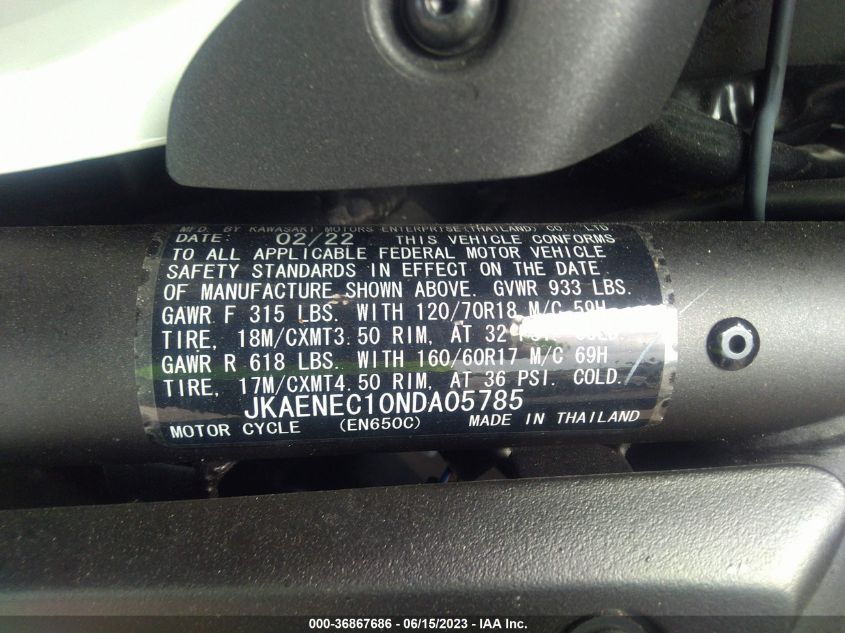 MFD. BY KAWASAKI MOTORS ENTERPRISE(THAILAND) CO., LTD.
DATE: 02/22 THIS VEHICLE CONFORMS
TO ALL APPLICABLE FEDERAL MOTOR VEHICLE
SAFETY STANDARDS IN EFFECT ON THE DATE
OF MANUFACTURE SHOWN ABOVE. GVWR 933 LBS.
GAWR F 315 LBS. WITH 120/70R18 M/C 59H
TIRE, 18M/CXMT3.50 RIM, AT 32 PSI. COLD.
GAWR R 618 LBS. WITH 160/60R17 M/C 69H
TIRE, 17M/CXMT4.50 RIM, AT 36 PSI. COLD.
JKAENEC10NDA05785
MOTOR CYCLE (EN650C) MADE IN THAILAND
000-36867686 - 06/15/2023 - IAA Inc.